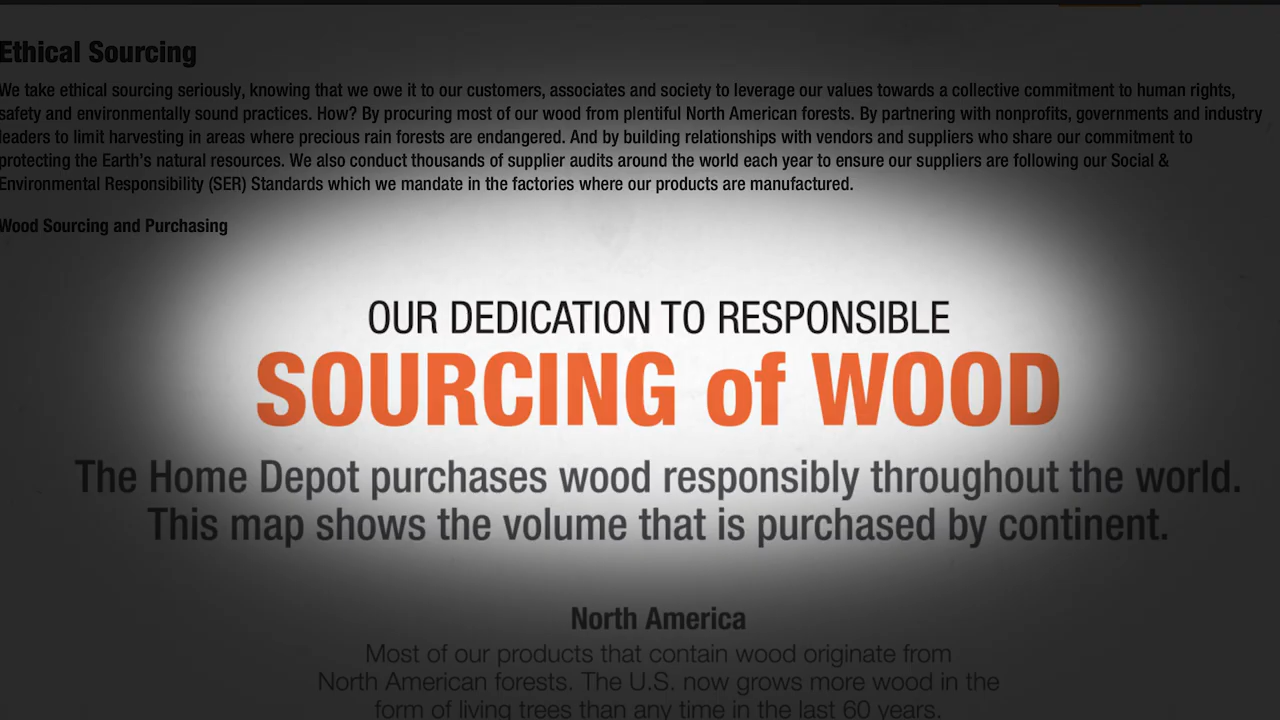 Ethical Sourcing
We take ethical sourcing seriously, knowing that we owe it to our customers, associates and society to leverage our values towards a collective commitment to human rights,
safety and environmentally sound practices. How? By procuring most of our wood from plentiful North American forests. By partnering with nonprofits, governments and industry
leaders to limit harvesting in areas where precious rain forests are endangered. And by building relationships with vendors and suppliers who share our commitment to
protecting the Earth's natural resources. We also conduct thousands of supplier audits around the world each year to ensure our suppliers are following our Social &
Environmental Responsibility (SER) Standards which we mandate in the factories where our products are manufactured.
Wood Sourcing and Purchasing
OUR DEDICATION TO RESPONSIBLE
SOURCING of WOOD
The Home Depot purchases wood responsibly throughout the world.
This map shows the volume that is purchased by continent.
North America
Most of our products that contain wood originate from
North American forests. The U.S. now grows more wood in the
form of living trees than any time in the last 60 years.